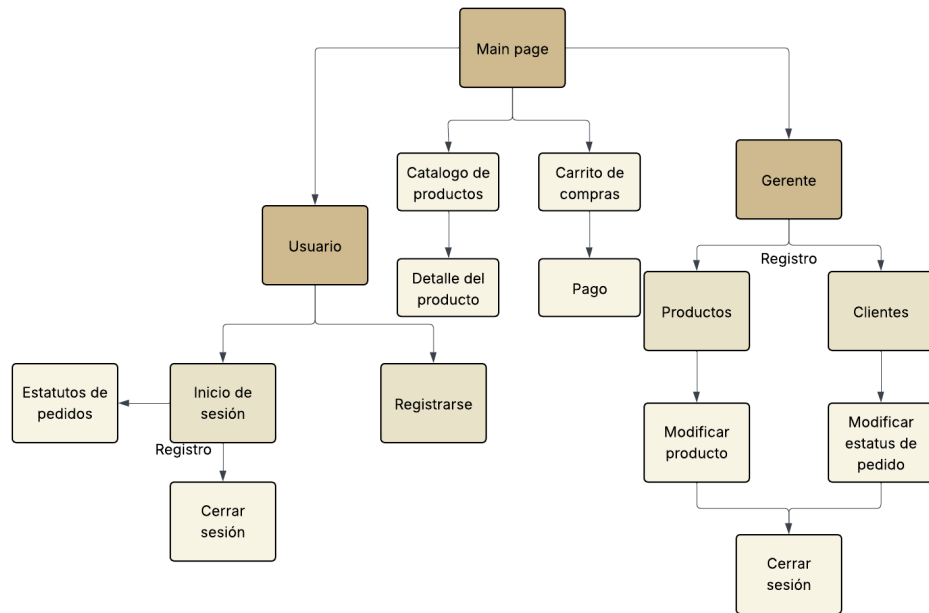 Main page
Catalogo de
productos
Carrito de
compras
Gerente
Usuario
Registro
Detalle del
producto
Pago
Productos
Clientes
Estatutos de
pedidos
Inicio de
sesión
Registrarse
Modificar
producto
Modificar
estatus de
pedido
Registro
Cerrar
sesión
Cerrar
sesión